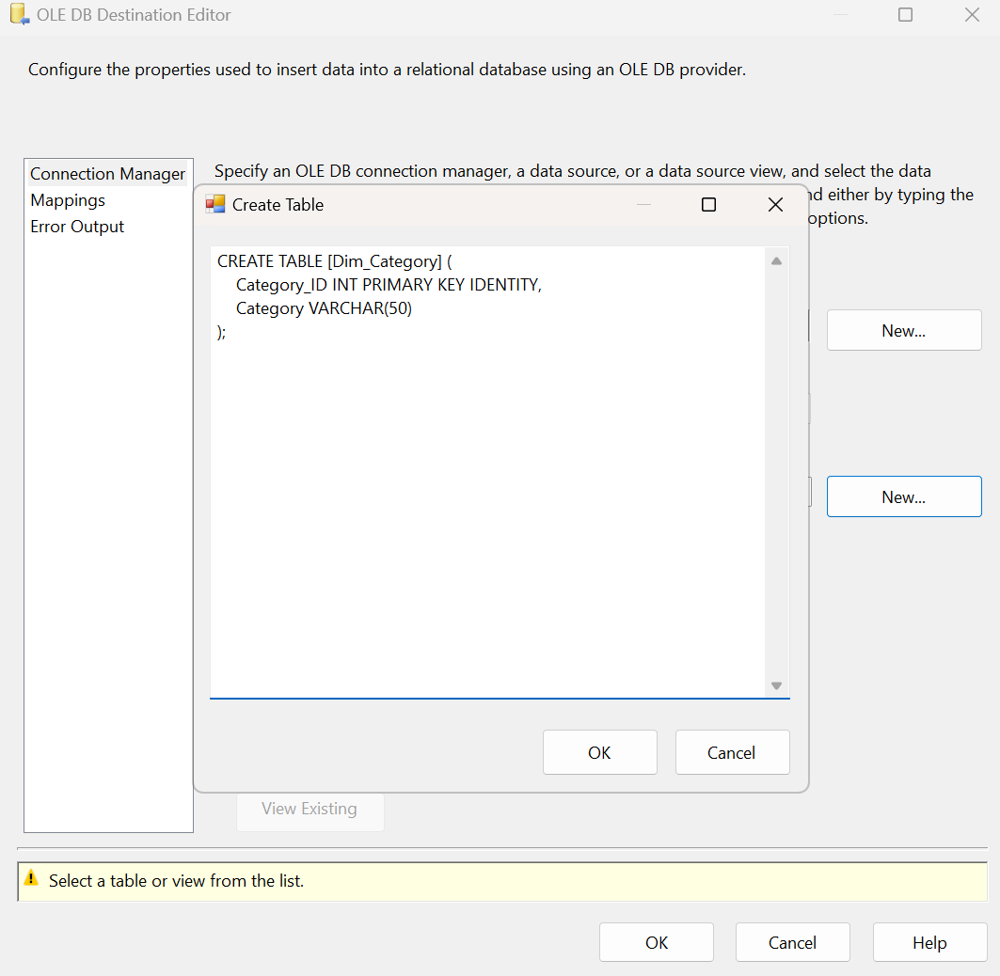 OLE DB Destination Editor
Configure the properties used to insert data into a relational database using an OLE DB provider.
Connection Manager
Mappings
Error Output
Specify an OLE DB connection manager, a data source, or a data source view, and select the data
nd either by typing the
options.
Create Table
CREATE TABLE [Dim_Category] (
Category_ID INT PRIMARY KEY IDENTITY,
Category VARCHAR(50)
);
New...
New...
OK
Cancel
View Existing
Select a table or view from the list.
OK
Cancel
Help